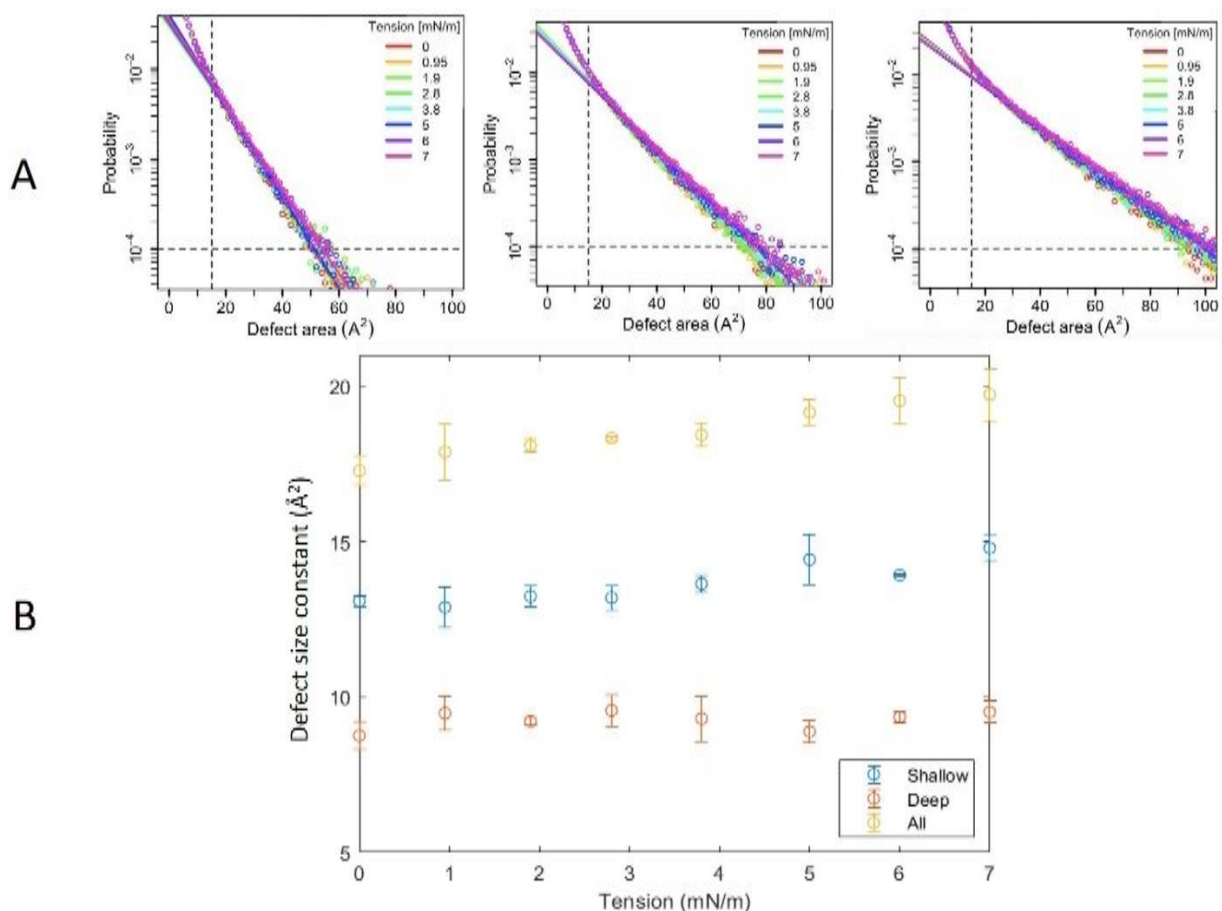 A
Probability
10^-2
10^-3
10^-4
0 20 40 60 80 100
Defect area (A^2)
Tension [mN/m]
0
0.95
1.9
2.8
3.8
5
6
7
Probability
10^-2
10^-3
10^-4
0 20 40 60 80 100
Defect area (A^2)
Tension [mN/m]
0
0.95
1.9
2.8
3.8
5
6
7
Probability
10^-2
10^-3
10^-4
0 20 40 60 80 100
Defect area (A^2)
Tension [mN/m]
0
0.95
1.9
2.8
3.8
5
6
7
B
Defect size constant (Å^2)
20
15
10
5
0 1 2 3 4 5 6 7
Tension (mN/m)
Shallow
Deep
All